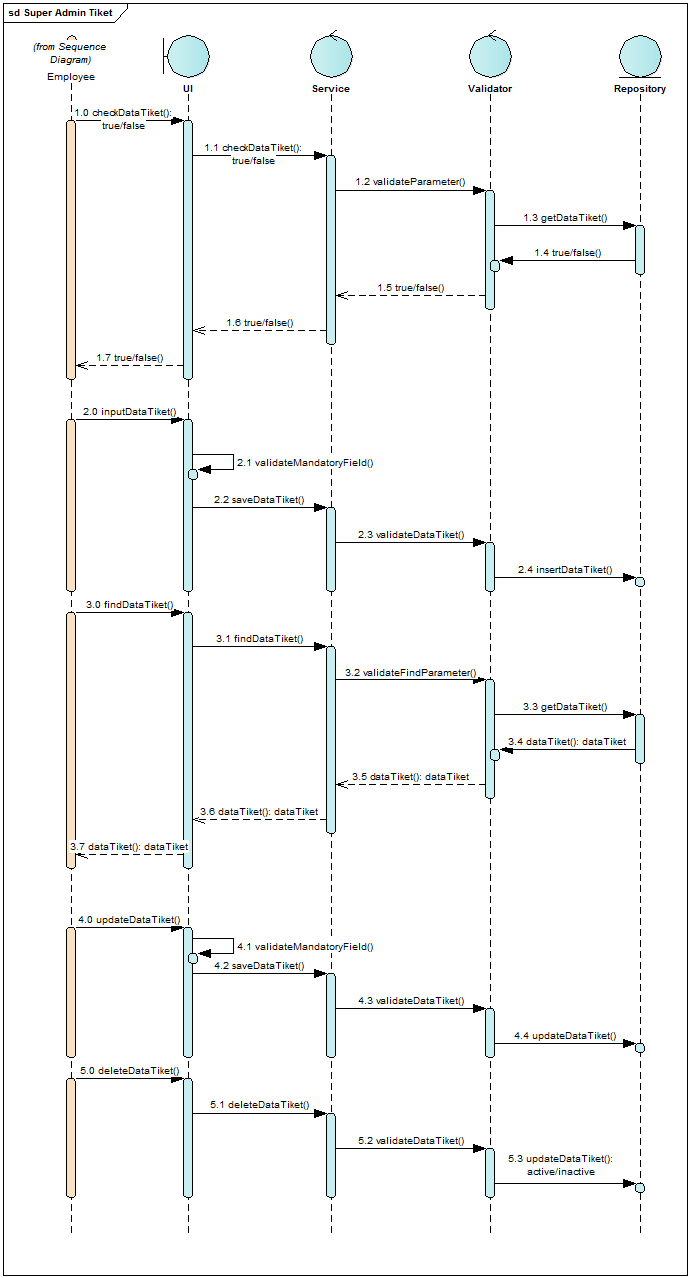 sd Super Admin Tiket
(from Sequence
Diagram)
Employee
UI
Service
Validator
Repository
1.0 checkDataTiket():
true/false
1.1 checkDataTiket():
true/false
1.2 validateParameter()
1.3 getDataTiket()
1.4 true/false()
1.5 true/false()
1.6 true/false()
1.7 true/false()
2.0 inputDataTiket()
2.1 validateMandatoryField()
2.2 saveDataTiket()
2.3 validateDataTiket()
2.4 insertDataTiket()
3.0 findDataTiket()
3.1 findDataTiket()
3.2 validateFindParameter()
3.3 getDataTiket()
3.4 dataTiket(): dataTiket
3.5 dataTiket(): dataTiket
3.6 dataTiket(): dataTiket
3.7 dataTiket(): dataTiket
4.0 updateDataTiket()
4.1 validateMandatoryField()
4.2 saveDataTiket()
4.3 validateDataTiket()
4.4 updateDataTiket()
5.0 deleteDataTiket()
5.1 deleteDataTiket()
5.2 validateDataTiket()
5.3 updateDataTiket():
active/inactive